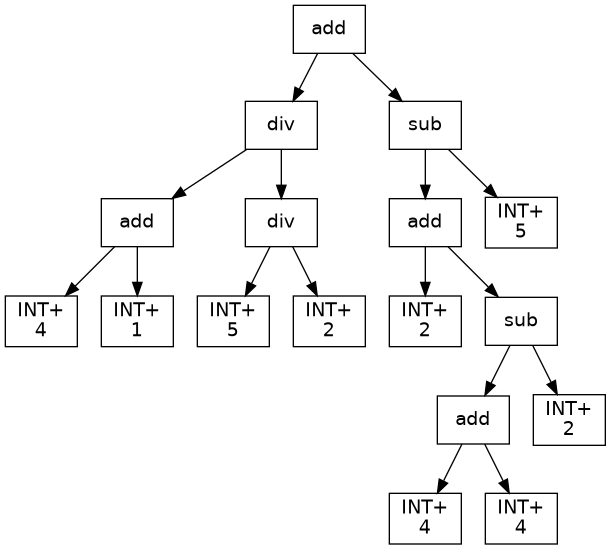 add
div
sub
add
div
add
INT+
5
INT+
4
INT+
1
INT+
5
INT+
2
INT+
2
sub
add
INT+
2
INT+
4
INT+
4